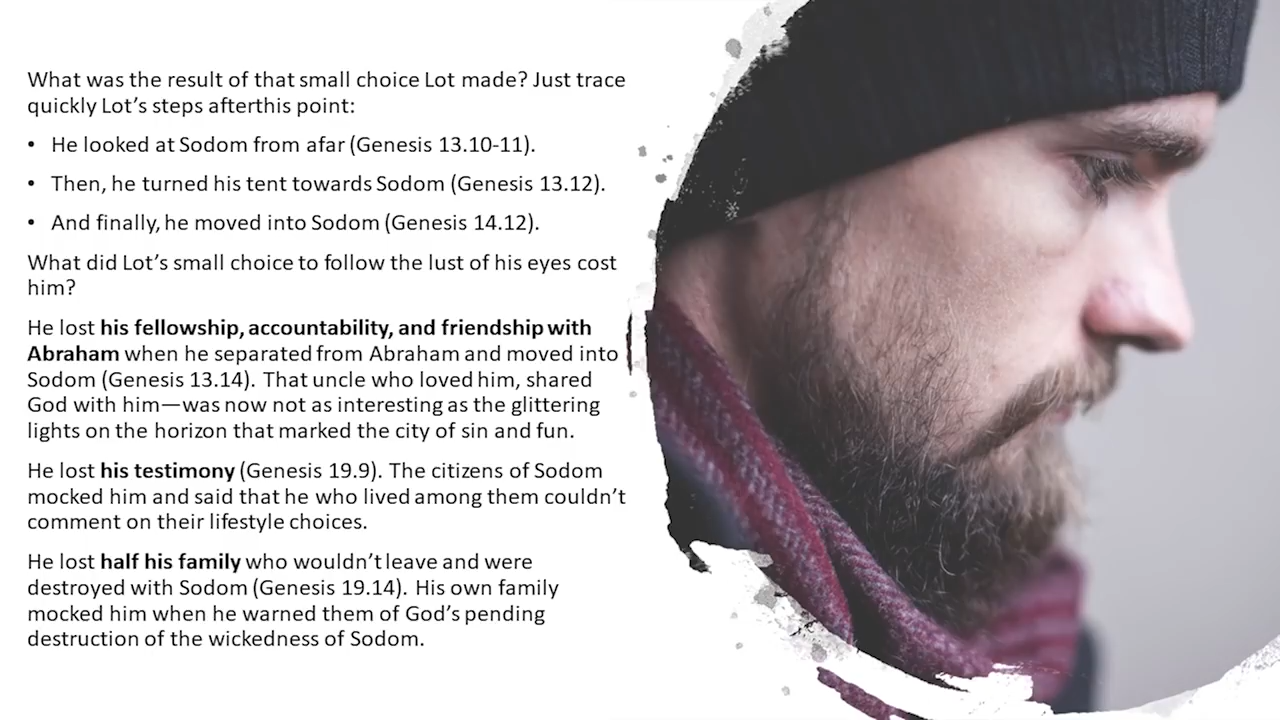 What was the result of that small choice Lot made? Just trace
quickly Lot's steps afterthis point:
• He looked at Sodom from afar (Genesis 13.10-11).
• Then, he turned his tent towards Sodom (Genesis 13.12).
• And finally, he moved into Sodom (Genesis 14.12).
What did Lot's small choice to follow the lust of his eyes cost
him?
He lost his fellowship, accountability, and friendship with
Abraham when he separated from Abraham and moved into
Sodom (Genesis 13.14). That uncle who loved him, shared
God with him—was now not as interesting as the glittering
lights on the horizon that marked the city of sin and fun.
He lost his testimony (Genesis 19.9). The citizens of Sodom
mocked him and said that he who lived among them couldn't
comment on their lifestyle choices.
He lost half his family who wouldn't leave and were
destroyed with Sodom (Genesis 19.14). His own family
mocked him when he warned them of God's pending
destruction of the wickedness of Sodom.